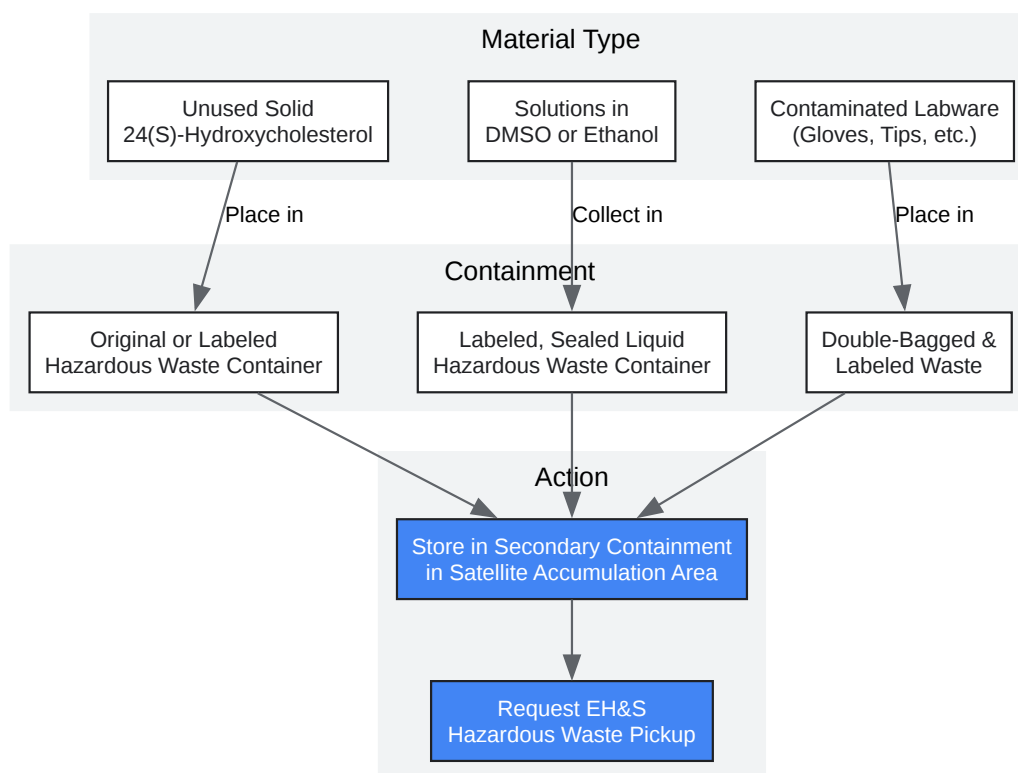 Material Type
Unused Solid
24(S)-Hydroxycholesterol
Solutions in
DMSO or Ethanol
Contaminated Labware
(Gloves, Tips, etc.)
Place in
Collect in
Place in
Containment
Original or Labeled
Hazardous Waste Container
Labeled, Sealed Liquid
Hazardous Waste Container
Double-Bagged &
Labeled Waste
Action
Store in Secondary Containment
in Satellite Accumulation Area
Request EH&S
Hazardous Waste Pickup